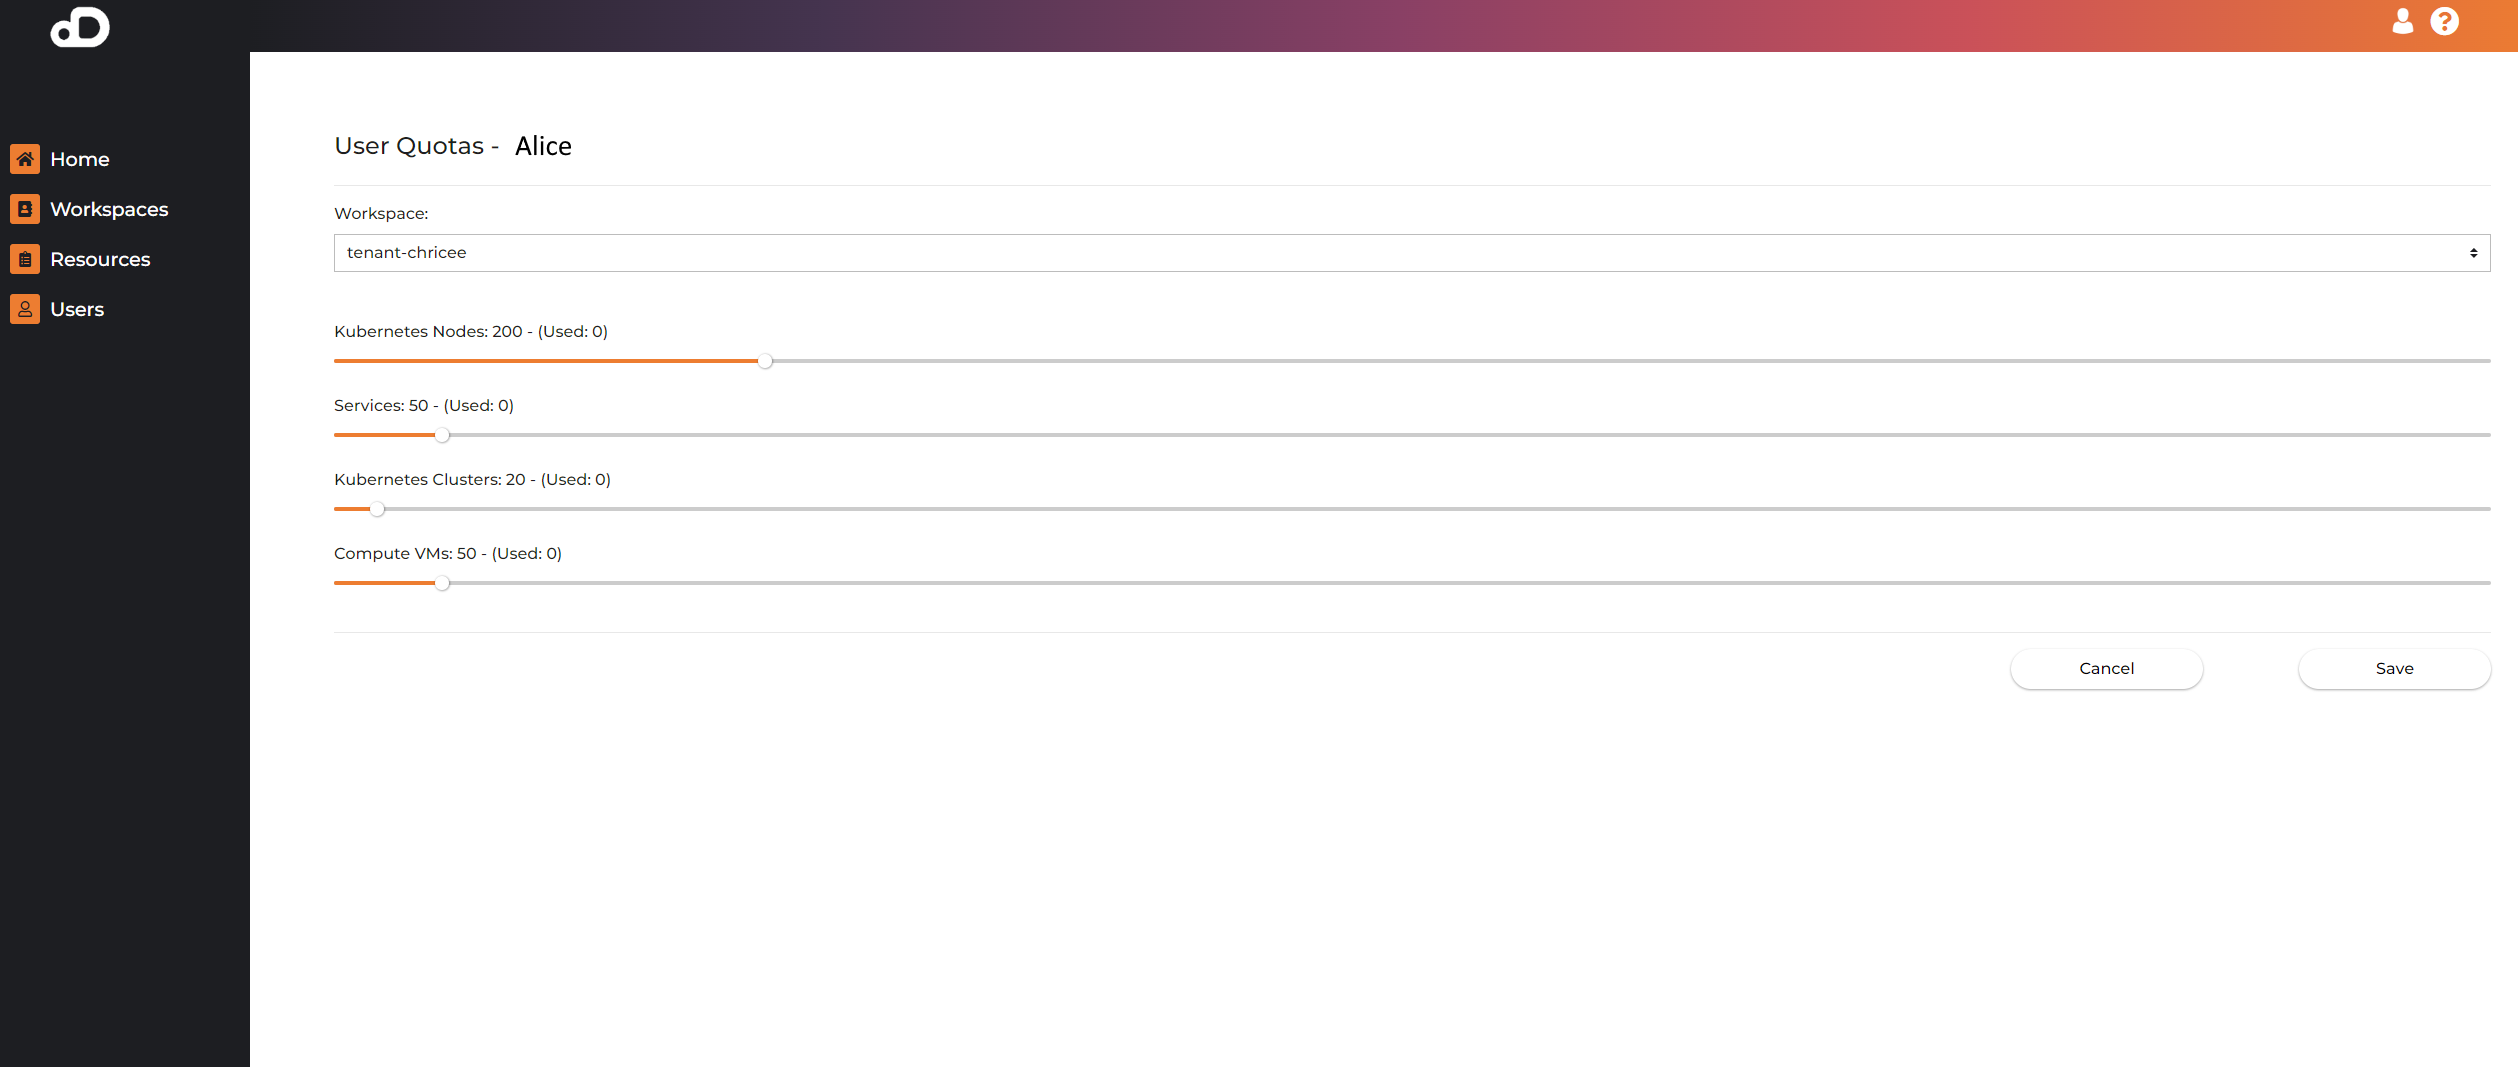 Home
Workspaces
Resources
Users
User Quotas - Alice
Workspace:
tenant-chricee
Kubernetes Nodes: 200 - (Used: 0)
Services: 50 - (Used: 0)
Kubernetes Clusters: 20 - (Used: 0)
Compute VMs: 50 - (Used: 0)
Cancel
Save